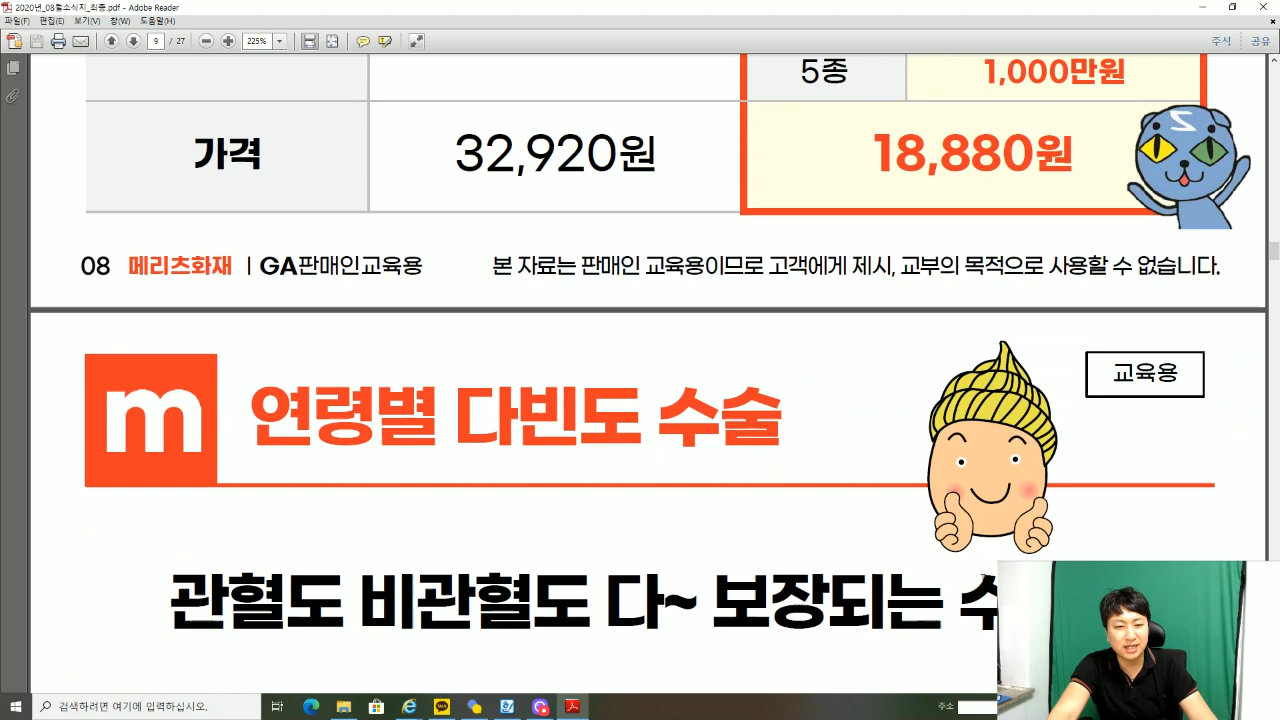 2020년_08월소식지_최종.pdf - Adobe Reader
파일(F) 편집(E) 보기(V) 창(W) 도움말(H)
9 / 27 225% 주석 공유
5종 1,000만원
가격 32,920원 18,880원
08 메리츠화재 | GA판매인교육용 본 자료는 판매인 교육용이므로 고객에게 제시, 교부의 목적으로 사용할 수 없습니다.
교육용
m 연령별 다빈도 수술
관혈도 비관혈도 다~ 보장되는 수
검색하려면 여기에 입력하십시오. 주소